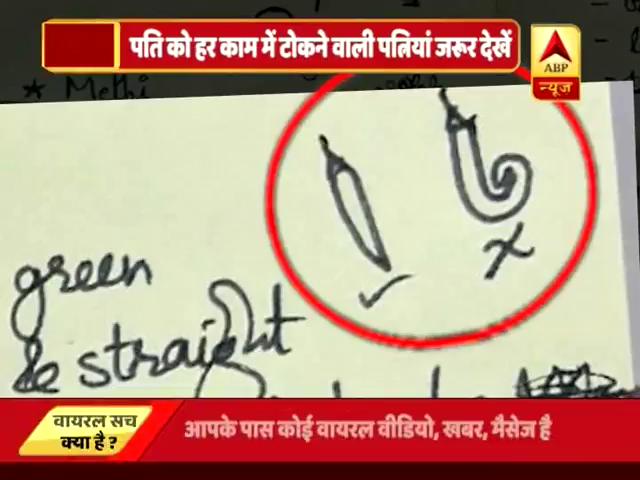 पति को हर काम में टोकने वाली पत्नियां जरूर देखें
ABP
न्यूज़
★ Methi
green
& straight
वायरल सच
क्या है ?
आपके पास कोई वायरल वीडियो, खबर, मैसेज है